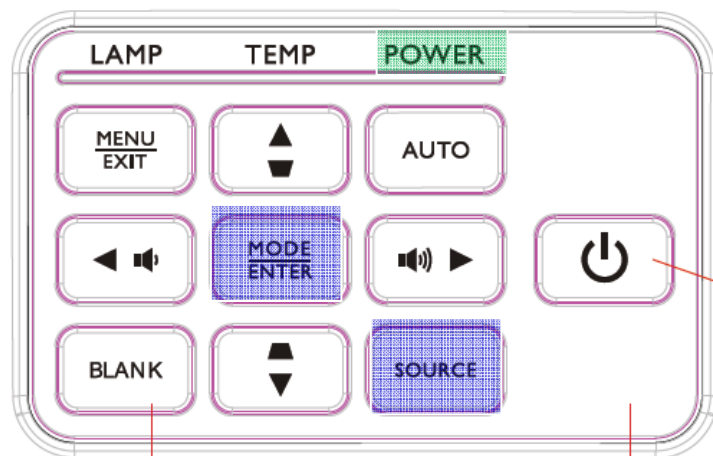 LAMP TEMP POWER
MENU
EXIT
AUTO
MODE
ENTER
BLANK
SOURCE